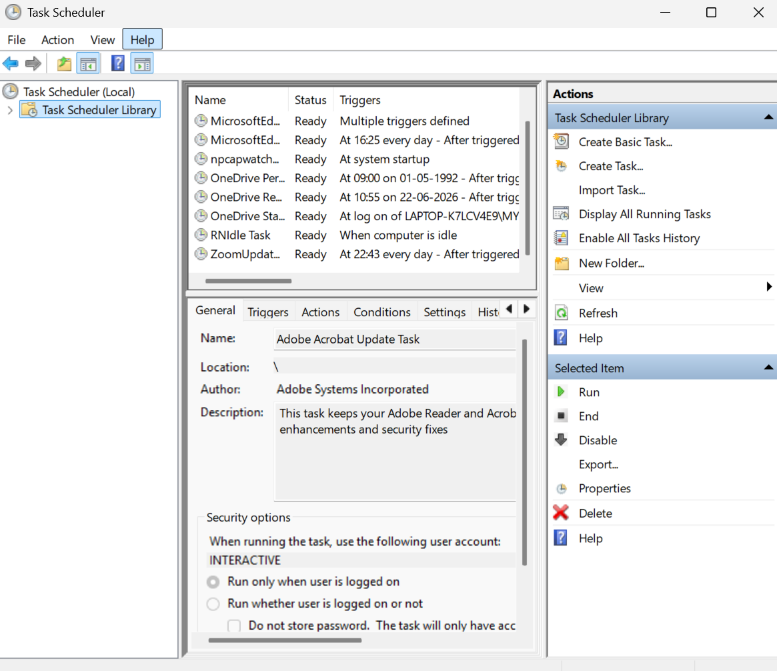 Task Scheduler
File Action View Help
Task Scheduler (Local)
Task Scheduler Library
Name Status Triggers
MicrosoftEd... Ready Multiple triggers defined
MicrosoftEd... Ready At 16:25 every day - After triggered
npcapwatch... Ready At system startup
OneDrive Per... Ready At 09:00 on 01-05-1992 - After trigg
OneDrive Re... Ready At 10:55 on 22-06-2026 - After trigg
OneDrive Sta... Ready At log on of LAPTOP-K7LCV4E9\MY
RNIdle Task Ready When computer is idle
ZoomUpdat... Ready At 22:43 every day - After triggered
General Triggers Actions Conditions Settings Histo
Name: Adobe Acrobat Update Task
Location: \
Author: Adobe Systems Incorporated
Description: This task keeps your Adobe Reader and Acrob
enhancements and security fixes
Security options
When running the task, use the following user account:
INTERACTIVE
Run only when user is logged on
Run whether user is logged on or not
Do not store password. The task will only have acc
Actions
Task Scheduler Library
Create Basic Task...
Create Task...
Import Task...
Display All Running Tasks
Enable All Tasks History
New Folder...
View
Refresh
Help
Selected Item
Run
End
Disable
Export...
Properties
Delete
Help